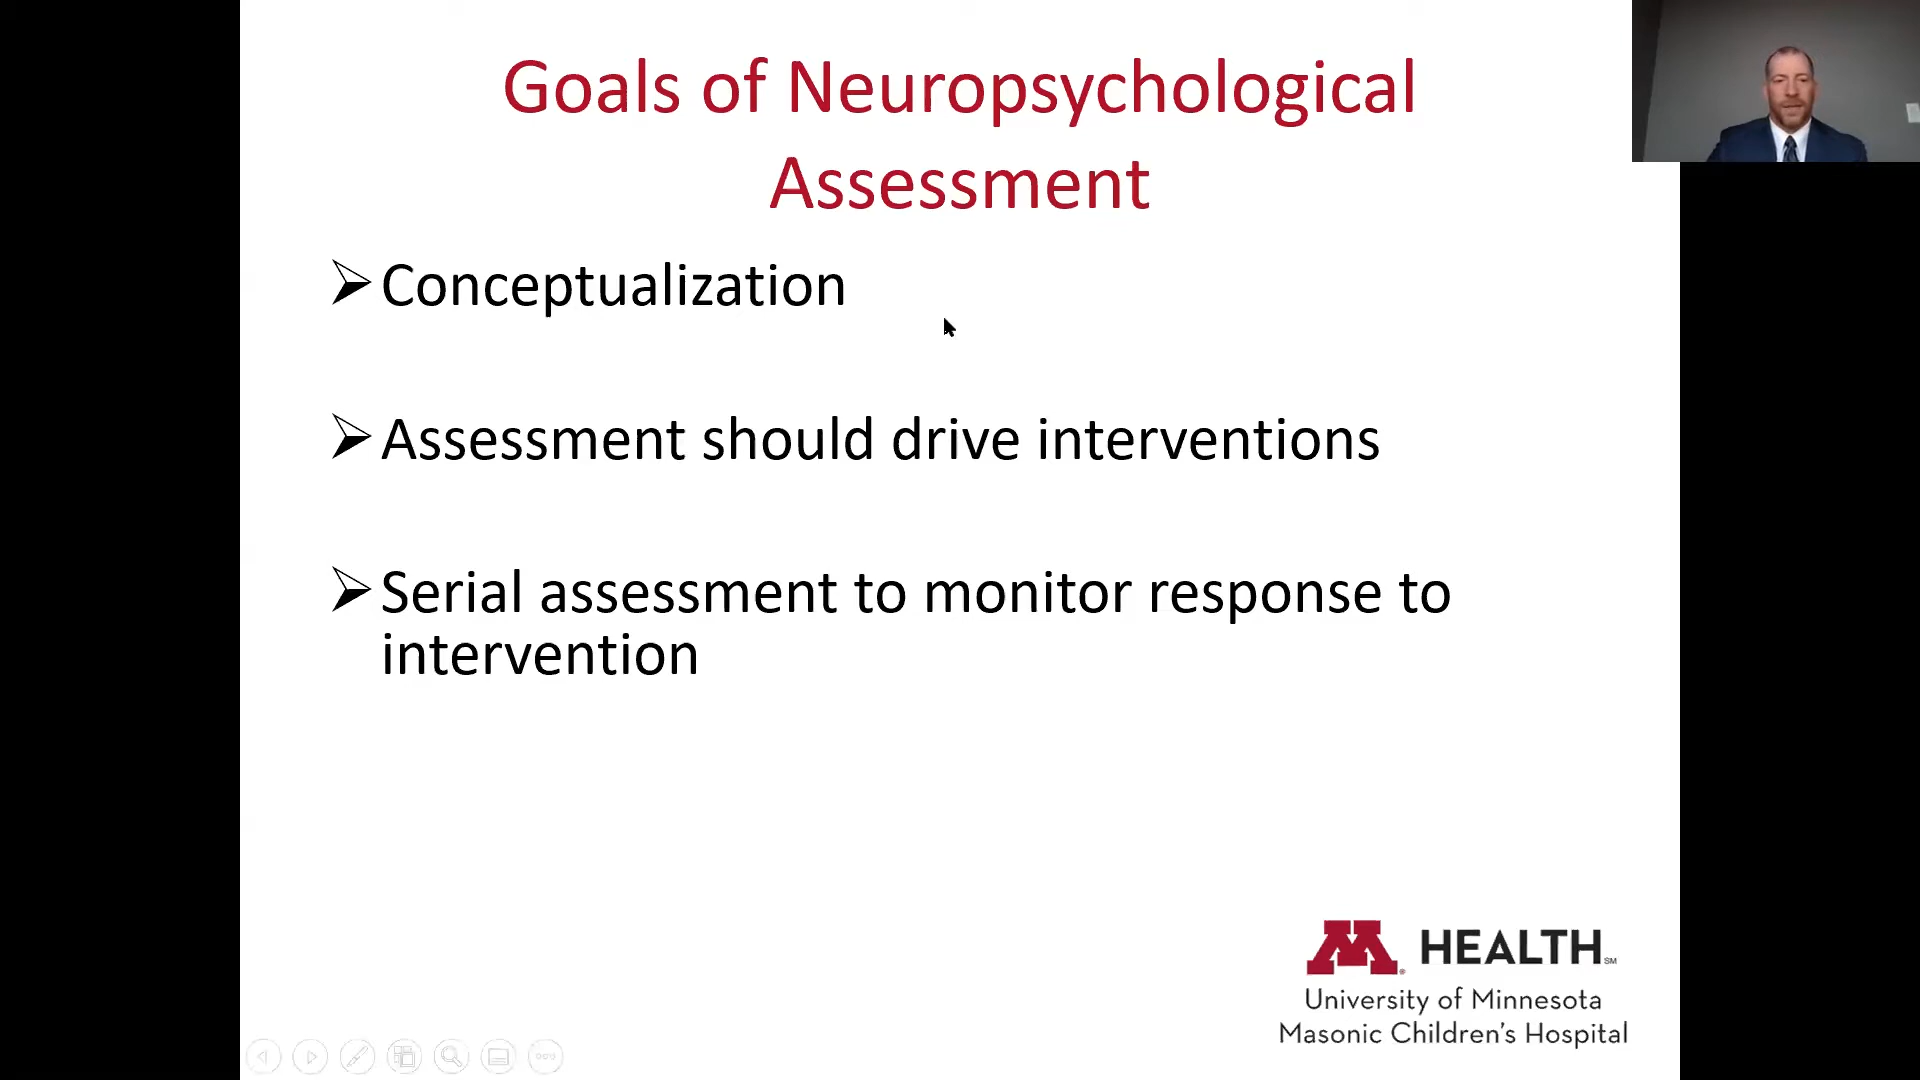 Goals of Neuropsychological
Assessment
➢Conceptualization
➢Assessment should drive interventions
➢Serial assessment to monitor response to
intervention
M® HEALTH℠
University of Minnesota
Masonic Children's Hospital